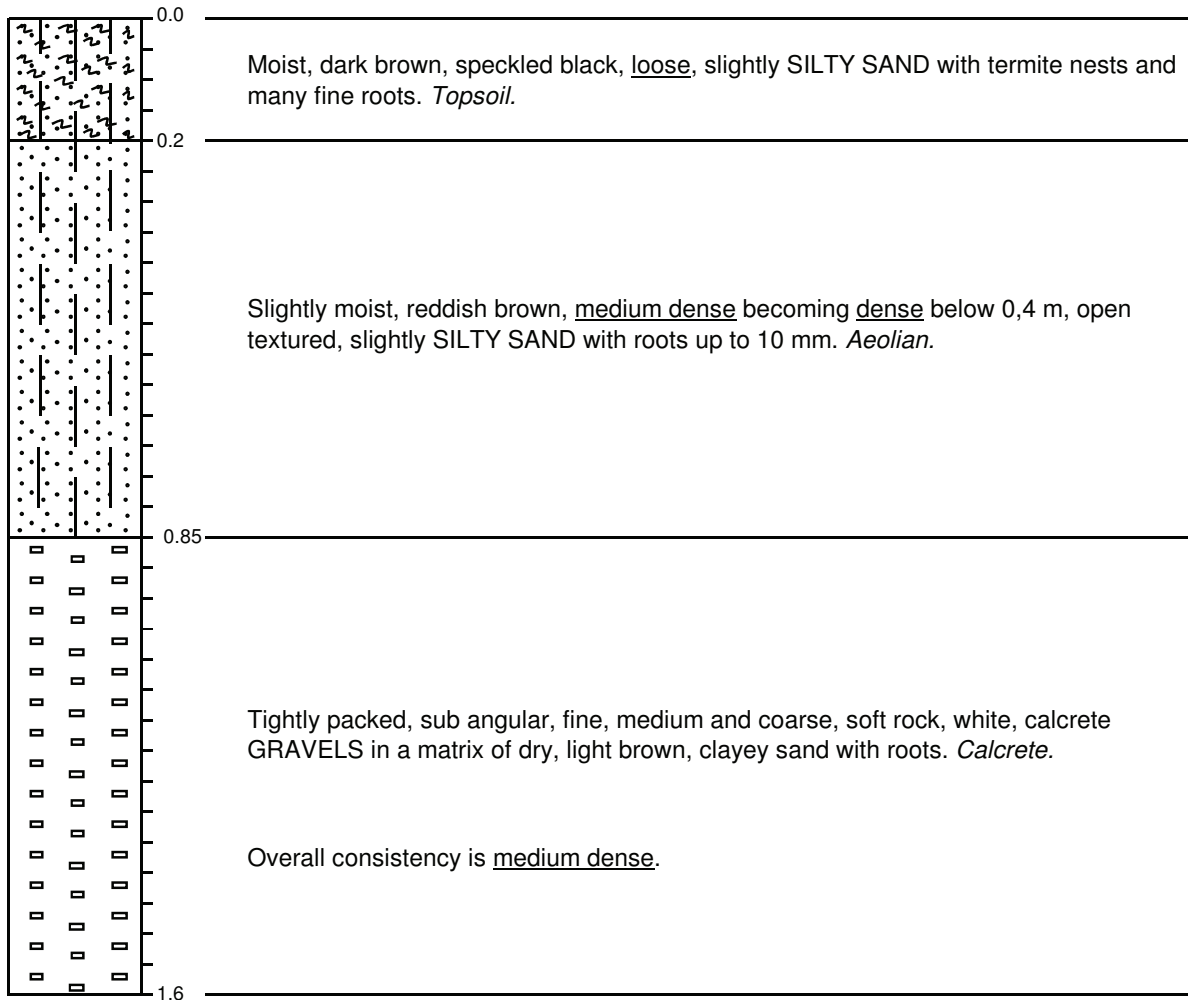 0.0
Moist, dark brown, speckled black, loose, slightly SILTY SAND with termite nests and
many fine roots. Topsoil.
0.2
Slightly moist, reddish brown, medium dense becoming dense below 0,4 m, open
textured, slightly SILTY SAND with roots up to 10 mm. Aeolian.
0.85
Tightly packed, sub angular, fine, medium and coarse, soft rock, white, calcrete
GRAVELS in a matrix of dry, light brown, clayey sand with roots. Calcrete.
Overall consistency is medium dense.
1.6